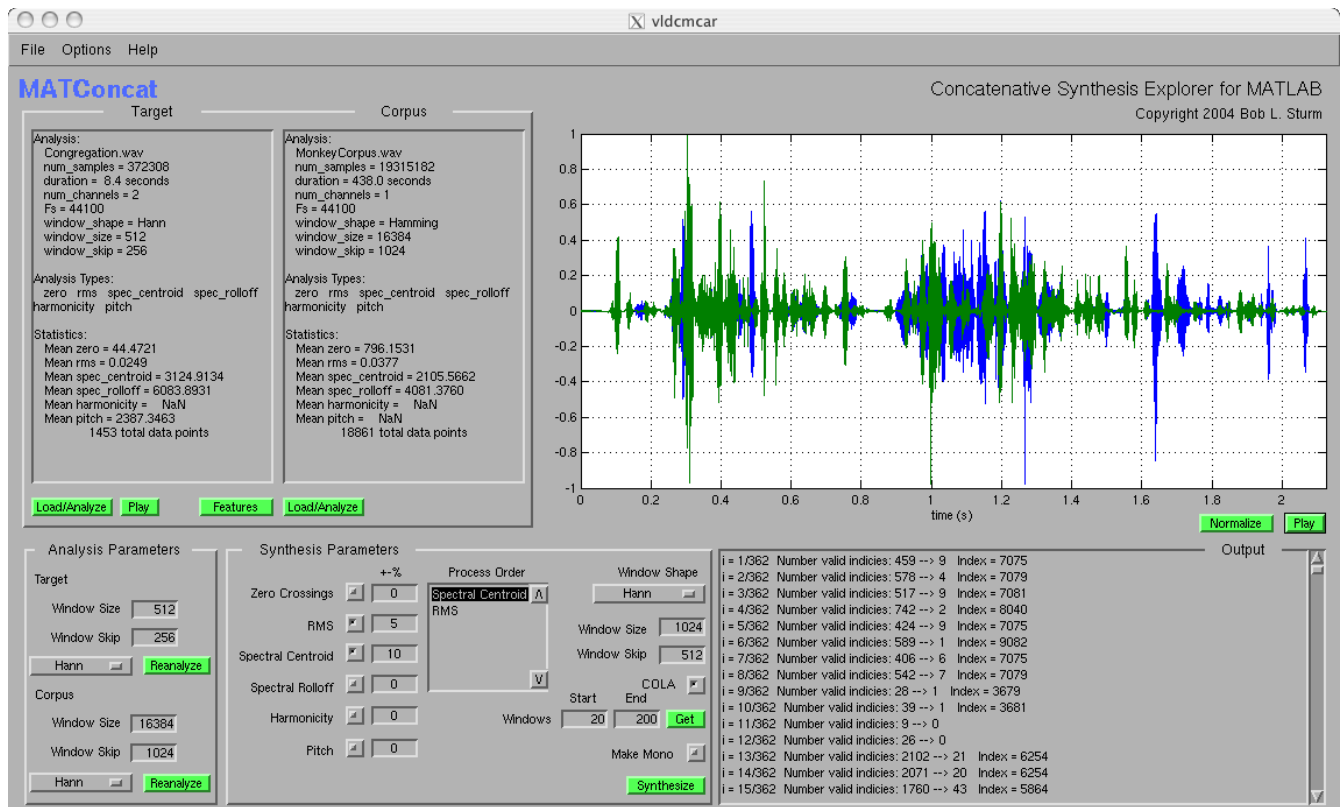 vldcmcar
File Options Help
MATConcat
Concatenative Synthesis Explorer for MATLAB
Copyright 2004 Bob L. Sturm
Target
Analysis:
Congregation.wav
num_samples = 372308
duration = 8.4 seconds
num_channels = 2
Fs = 44100
window_shape = Hann
window_size = 512
window_skip = 256
Analysis Types:
zero rms spec_centroid spec_rolloff
harmonicity pitch
Statistics:
Mean zero = 44.4721
Mean rms = 0.0249
Mean spec_centroid = 3124.9134
Mean spec_rolloff = 6083.8931
Mean harmonicity = NaN
Mean pitch = 2387.3463
1453 total data points
Load/Analyze Play Features
Corpus
Analysis:
MonkeyCorpus.wav
num_samples = 19315182
duration = 438.0 seconds
num_channels = 1
Fs = 44100
window_shape = Hamming
window_size = 16384
window_skip = 1024
Analysis Types:
zero rms spec_centroid spec_rolloff
harmonicity pitch
Statistics:
Mean zero = 796.1531
Mean rms = 0.0377
Mean spec_centroid = 2105.5662
Mean spec_rolloff = 4081.3760
Mean harmonicity = NaN
Mean pitch = NaN
18861 total data points
Load/Analyze
1
0.8
0.6
0.4
0.2
0
-0.2
-0.4
-0.6
-0.8
-1
0 0.2 0.4 0.6 0.8 1 1.2 1.4 1.6 1.8 2
time (s)
Normalize Play
Analysis Parameters
Target
Window Size 512
Window Skip 256
Hann Reanalyze
Corpus
Window Size 16384
Window Skip 1024
Hann Reanalyze
Synthesis Parameters
+-%
Zero Crossings 0
RMS 5
Spectral Centroid 10
Spectral Rolloff 0
Harmonicity 0
Pitch 0
Process Order
Spectral Centroid
RMS
Window Shape
Hann
Window Size 1024
Window Skip 512
COLA
Start End
Windows 20 200 Get
Make Mono
Synthesize
Output
i = 1/362 Number valid indicies: 459 --> 9 Index = 7075
i = 2/362 Number valid indicies: 578 --> 4 Index = 7079
i = 3/362 Number valid indicies: 517 --> 9 Index = 7081
i = 4/362 Number valid indicies: 742 --> 2 Index = 8040
i = 5/362 Number valid indicies: 424 --> 9 Index = 7075
i = 6/362 Number valid indicies: 589 --> 1 Index = 9082
i = 7/362 Number valid indicies: 406 --> 6 Index = 7075
i = 8/362 Number valid indicies: 542 --> 7 Index = 7079
i = 9/362 Number valid indicies: 28 --> 1 Index = 3679
i = 10/362 Number valid indicies: 39 --> 1 Index = 3681
i = 11/362 Number valid indicies: 9 --> 0
i = 12/362 Number valid indicies: 26 --> 0
i = 13/362 Number valid indicies: 2102 --> 21 Index = 6254
i = 14/362 Number valid indicies: 2071 --> 20 Index = 6254
i = 15/362 Number valid indicies: 1760 --> 43 Index = 5864